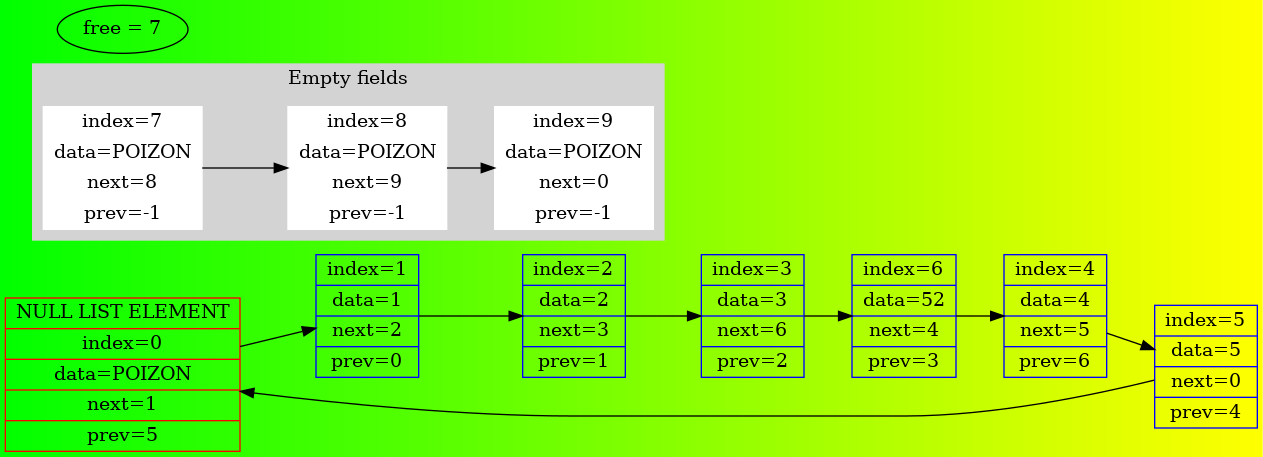 free = 7
Empty fields
index=7
data=POIZON
next=8
prev=-1
index=8
data=POIZON
next=9
prev=-1
index=9
data=POIZON
next=0
prev=-1
NULL LIST ELEMENT
index=0
data=POIZON
next=1
prev=5
index=1
data=1
next=2
prev=0
index=2
data=2
next=3
prev=1
index=3
data=3
next=6
prev=2
index=6
data=52
next=4
prev=3
index=4
data=4
next=5
prev=6
index=5
data=5
next=0
prev=4